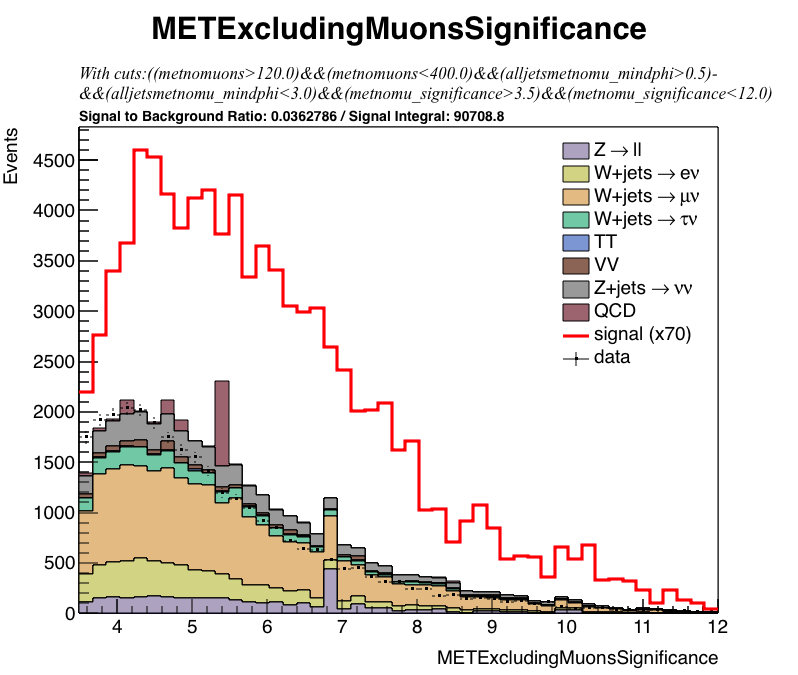 METExcludingMuonsSignificance
With cuts:((metnomuons>120.0)&&(metnomuons<400.0)&&(alljetsmetnomu_mindphi>0.5)-
&&(alljetsmetnomu_mindphi<3.0)&&(metnomu_significance>3.5)&&(metnomu_significance<12.0)
Signal to Background Ratio: 0.0362786 / Signal Integral: 90708.8
Events
4500
4000
3500
3000
2500
2000
1500
1000
500
0
Z → ll
W+jets → eν
W+jets → μν
W+jets → τν
TT
VV
Z+jets → νν
QCD
signal (x70)
data
4 5 6 7 8 9 10 11 12
METExcludingMuonsSignificance